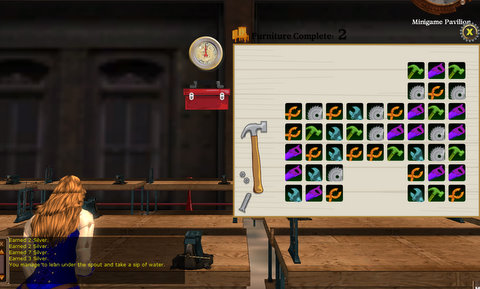 Minigame Pavilion
X
Furniture Complete: 2
Earned 2 Silver.
Earned 2 Silver.
Earned 7 Silver.
Earned 3 Silver.
You manage to lean under the spout and take a sip of water.